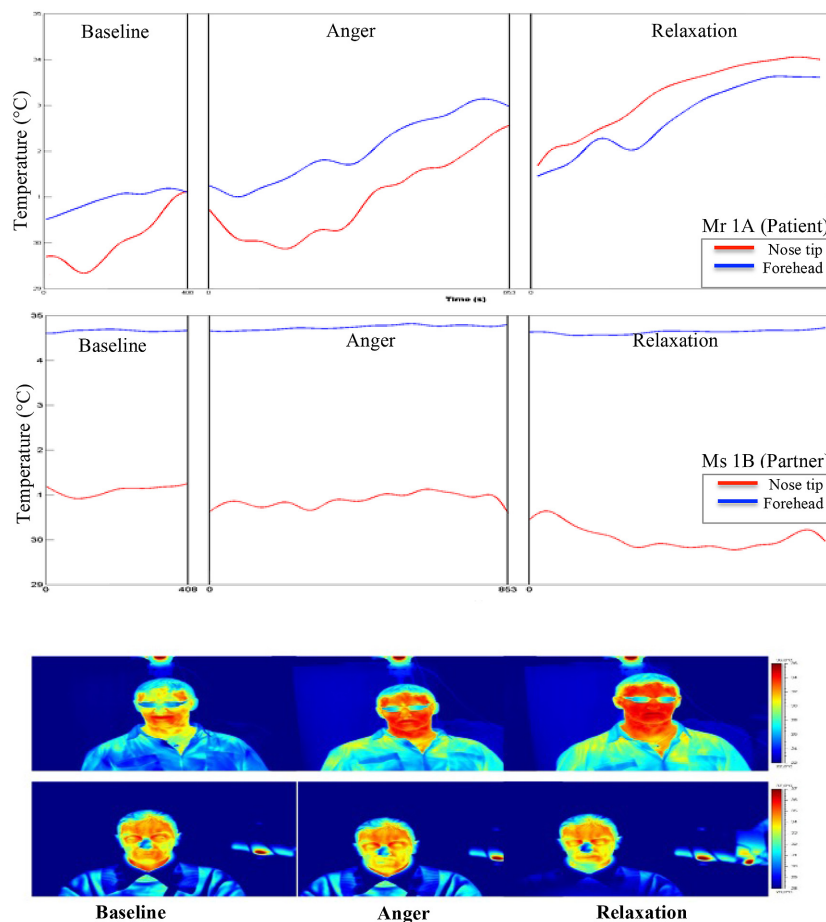 35
Baseline Anger Relaxation
4
3
2
1
30
29
Temperature (°C)
Mr 1A (Patient)
Nose tip
Forehead
0 408 0 Time (s) 853 0
35
Baseline Anger Relaxation
4
3
2
1
30
29
Temperature (°C)
Ms 1B (Partner)
Nose tip
Forehead
0 408 0 853 0
Baseline Anger Relaxation